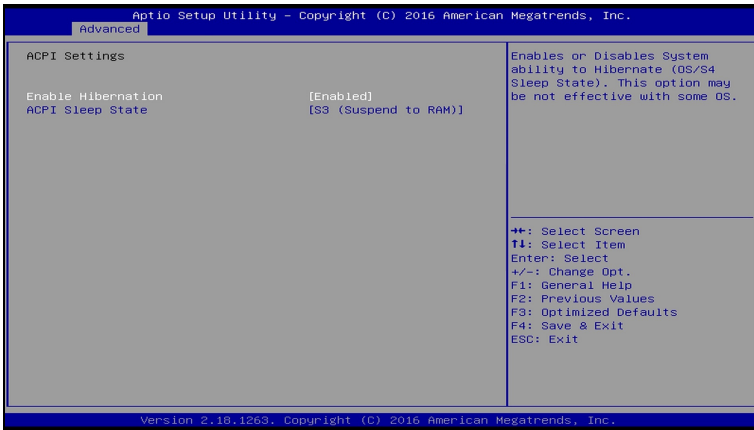 Aptio Setup Utility – Copyright (C) 2016 American Megatrends, Inc.
Advanced
ACPI Settings
Enable Hibernation [Enabled]
ACPI Sleep State [S3 (Suspend to RAM)]
Enables or Disables System
ability to Hibernate (OS/S4
Sleep State). This option may
be not effective with some OS.
→←: Select Screen
↑↓: Select Item
Enter: Select
+/-: Change Opt.
F1: General Help
F2: Previous Values
F3: Optimized Defaults
F4: Save & Exit
ESC: Exit
Version 2.18.1263. Copyright (C) 2016 American Megatrends, Inc.